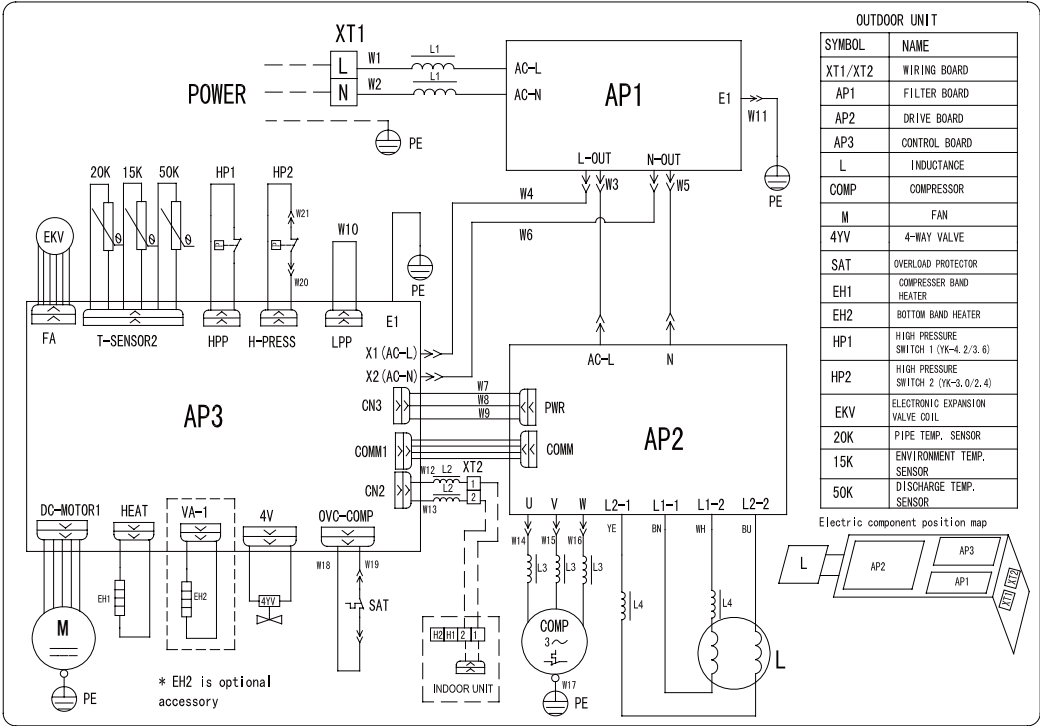 XT1
L
N
W1
W2
L1
L1
POWER
PE
AC-L
AC-N
AP1
E1
W11
PE
L-OUT
N-OUT
W3
W5
W4
W6
20K
15K
50K
HP1
HP2
EKV
θ
θ
θ
P
P
W21
W20
W10
PE
FA
T-SENSOR2
HPP
H-PRESS
LPP
E1
X1(AC-L)
X2(AC-N)
AP3
CN3
W7
W8
W9
PWR
COMM1
COMM
CN2
W12
L2
L2
W13
XT2
1
2
AC-L
N
AP2
U
V
W
L2-1
L1-1
L1-2
L2-2
W14
W15
W16
YE
BN
WH
BU
L3
L3
L3
L4
L4
COMP
3~
W17
PE
L
DC-MOTOR1
HEAT
VA-1
4V
OVC-COMP
W18
W19
EH1
EH2
4YV
SAT
M
PE
* EH2 is optional
accessory
H2 H1 2 1
INDOOR UNIT
OUTDOOR UNIT
SYMBOL NAME
XT1/XT2 WIRING BOARD
AP1 FILTER BOARD
AP2 DRIVE BOARD
AP3 CONTROL BOARD
L INDUCTANCE
COMP COMPRESSOR
M FAN
4YV 4-WAY VALVE
SAT OVERLOAD PROTECTOR
EH1 COMPRESSER BAND
HEATER
EH2 BOTTOM BAND HEATER
HP1 HIGH PRESSURE
SWITCH 1 (YK-4.2/3.6)
HP2 HIGH PRESSURE
SWITCH 2 (YK-3.0/2.4)
EKV ELECTRONIC EXPANSION
VALVE COIL
20K PIPE TEMP. SENSOR
15K ENVIRONMENT TEMP.
SENSOR
50K DISCHARGE TEMP.
SENSOR
Electric component position map
L
AP2
AP3
AP1
XT1
XT2